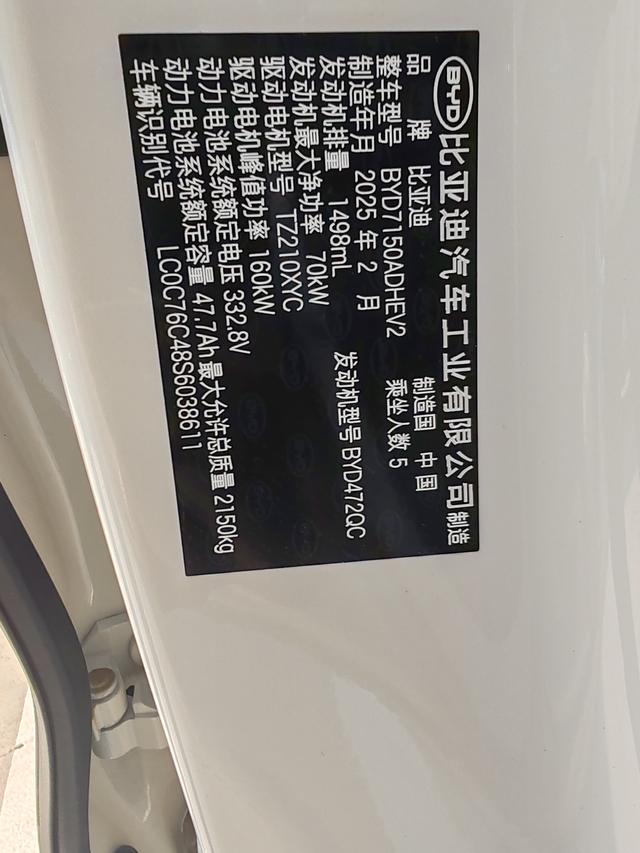 BYD 比亚迪汽车工业有限公司 制造
品牌 比亚迪 制造国 中国
整车型号 BYD7150ADHEV2 乘坐人数 5
制造年月 2025 年 2 月
发动机排量 1498mL 发动机型号 BYD472QC
发动机最大净功率 70kW
驱动电机型号 TZ210XYC
驱动电机峰值功率 160kW
动力电池系统额定电压 332.8V
动力电池系统额定容量 47.7Ah 最大允许总质量 2150kg
车辆识别代号 LC0C76C48S6038611